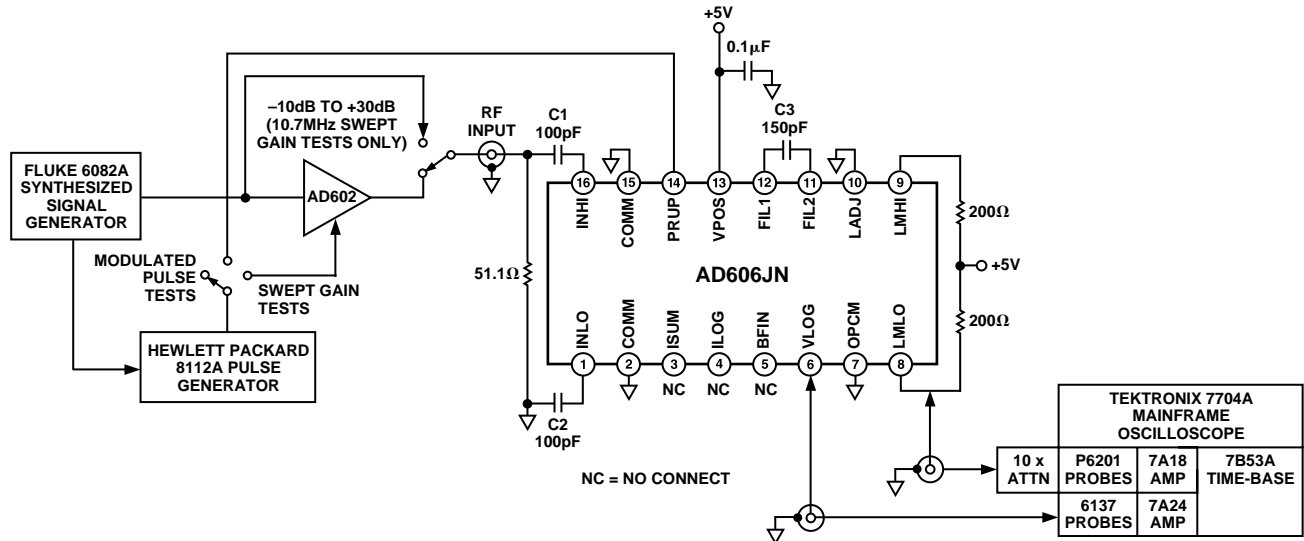 +5V
0.1µF
–10dB TO +30dB
(10.7MHz SWEPT
GAIN TESTS ONLY)
RF
INPUT
C1
100pF
C3
150pF
FLUKE 6082A
SYNTHESIZED
SIGNAL
GENERATOR
AD602
16
15
14
13
12
11
10
9
INHI
COMM
PRUP
VPOS
FIL1
FIL2
LADJ
LMHI
200Ω
+5V
200Ω
MODULATED
PULSE
TESTS
SWEPT GAIN
TESTS
51.1Ω
AD606JN
HEWLETT PACKARD
8112A PULSE
GENERATOR
INLO
COMM
ISUM
ILOG
BFIN
VLOG
OPCM
LMLO
1
2
3
4
5
6
7
8
NC
NC
NC
C2
100pF
NC = NO CONNECT
TEKTRONIX 7704A
MAINFRAME
OSCILLOSCOPE
10 x
ATTN
P6201
PROBES
7A18
AMP
7B53A
TIME-BASE
6137
PROBES
7A24
AMP